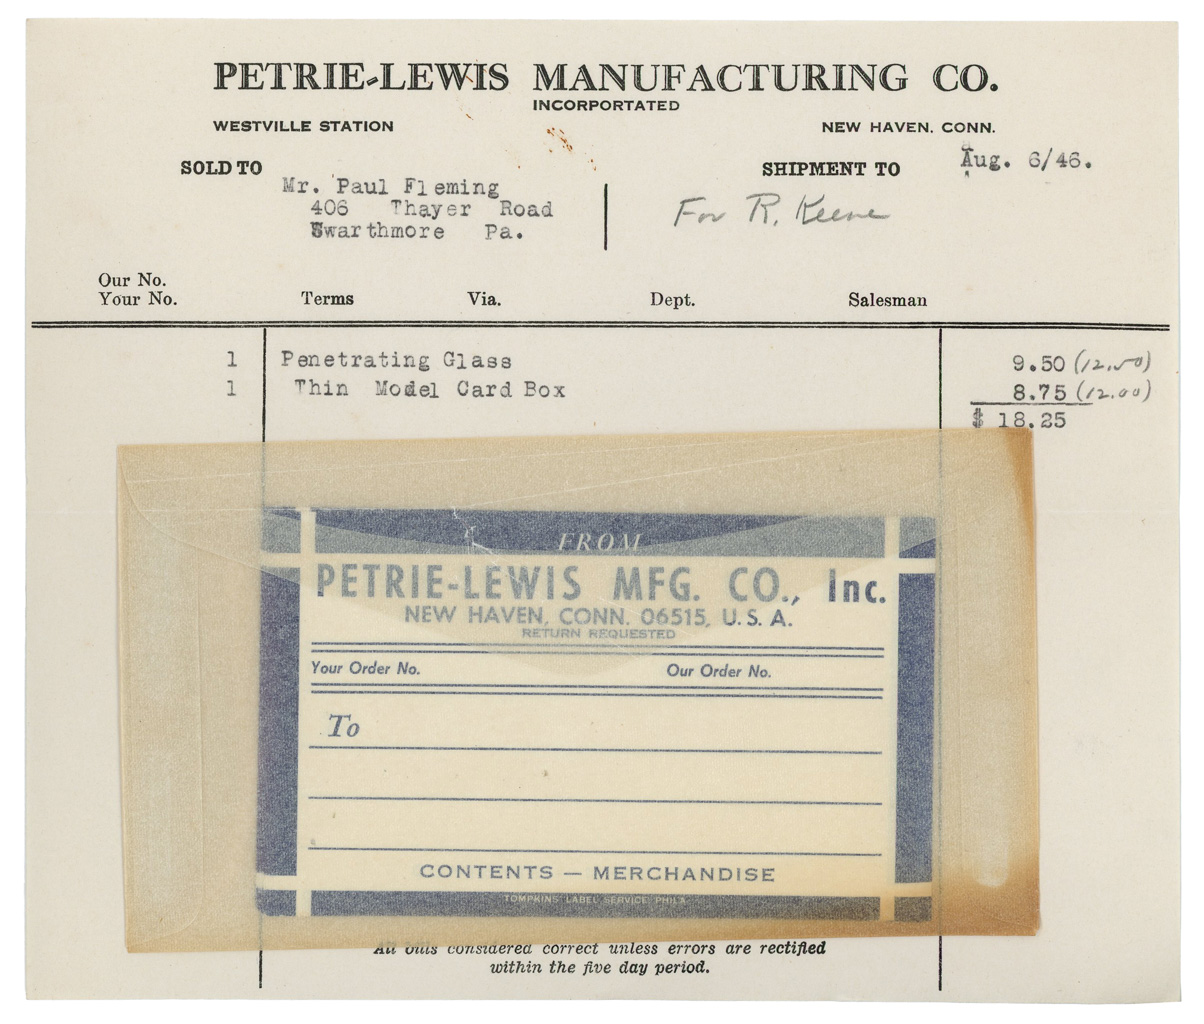 PETRIE-LEWIS MANUFACTURING CO.
INCORPORTATED
WESTVILLE STATION NEW HAVEN. CONN.
SOLD TO SHIPMENT TO Aug. 6/46.
Mr. Paul Fleming
406 Thayer Road For R. Keene
Swarthmore Pa.
Our No.
Your No. Terms Via. Dept. Salesman
1 Penetrating Glass 9.50 (12.50)
1 Thin Model Card Box 8.75 (12.00)
$ 18.25
FROM
PETRIE-LEWIS MFG. CO., Inc.
NEW HAVEN, CONN. 06515, U. S. A.
RETURN REQUESTED
Your Order No. Our Order No.
To
CONTENTS — MERCHANDISE
TOMPKINS LABEL SERVICE PHILA
All bills considered correct unless errors are rectified
within the five day period.